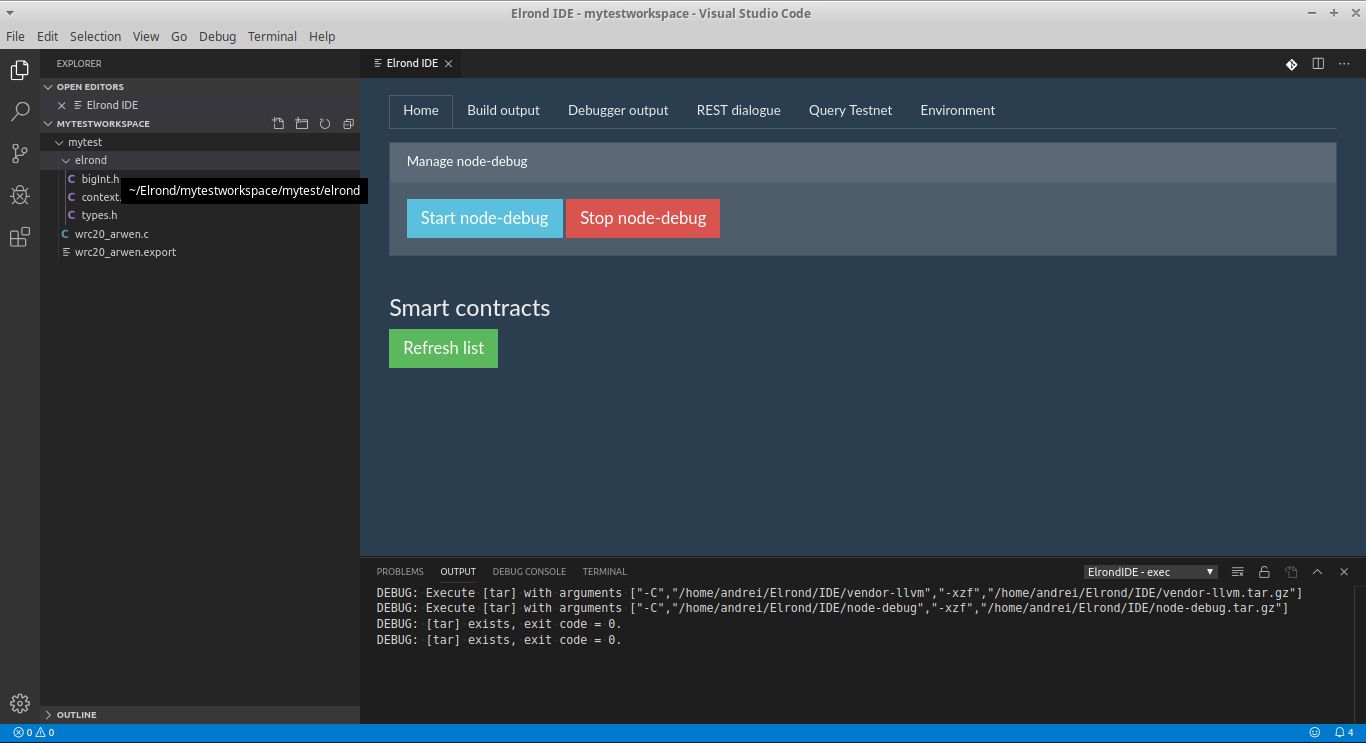 Elrond IDE - mytestworkspace - Visual Studio Code
File Edit Selection View Go Debug Terminal Help
EXPLORER
OPEN EDITORS
Elrond IDE
MYTESTWORKSPACE
mytest
elrond
C bigInt.h
C context.
~/Elrond/mytestworkspace/mytest/elrond
C types.h
C wrc20_arwen.c
wrc20_arwen.export
OUTLINE
Elrond IDE
Home Build output Debugger output REST dialogue Query Testnet Environment
Manage node-debug
Start node-debug Stop node-debug
Smart contracts
Refresh list
PROBLEMS OUTPUT DEBUG CONSOLE TERMINAL ElrondIDE - exec
DEBUG: Execute [tar] with arguments ["-C","/home/andrei/Elrond/IDE/vendor-llvm","-xzf","/home/andrei/Elrond/IDE/vendor-llvm.tar.gz"]
DEBUG: Execute [tar] with arguments ["-C","/home/andrei/Elrond/IDE/node-debug","-xzf","/home/andrei/Elrond/IDE/node-debug.tar.gz"]
DEBUG: [tar] exists, exit code = 0.
DEBUG: [tar] exists, exit code = 0.
0 0 4